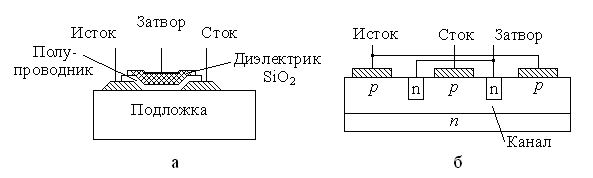 Затвор
Исток
Сток
Полу-
проводник
Диэлектрик
SiO2
Подложка
а
Исток
Сток
Затвор
p
n
p
n
p
n
Канал
б